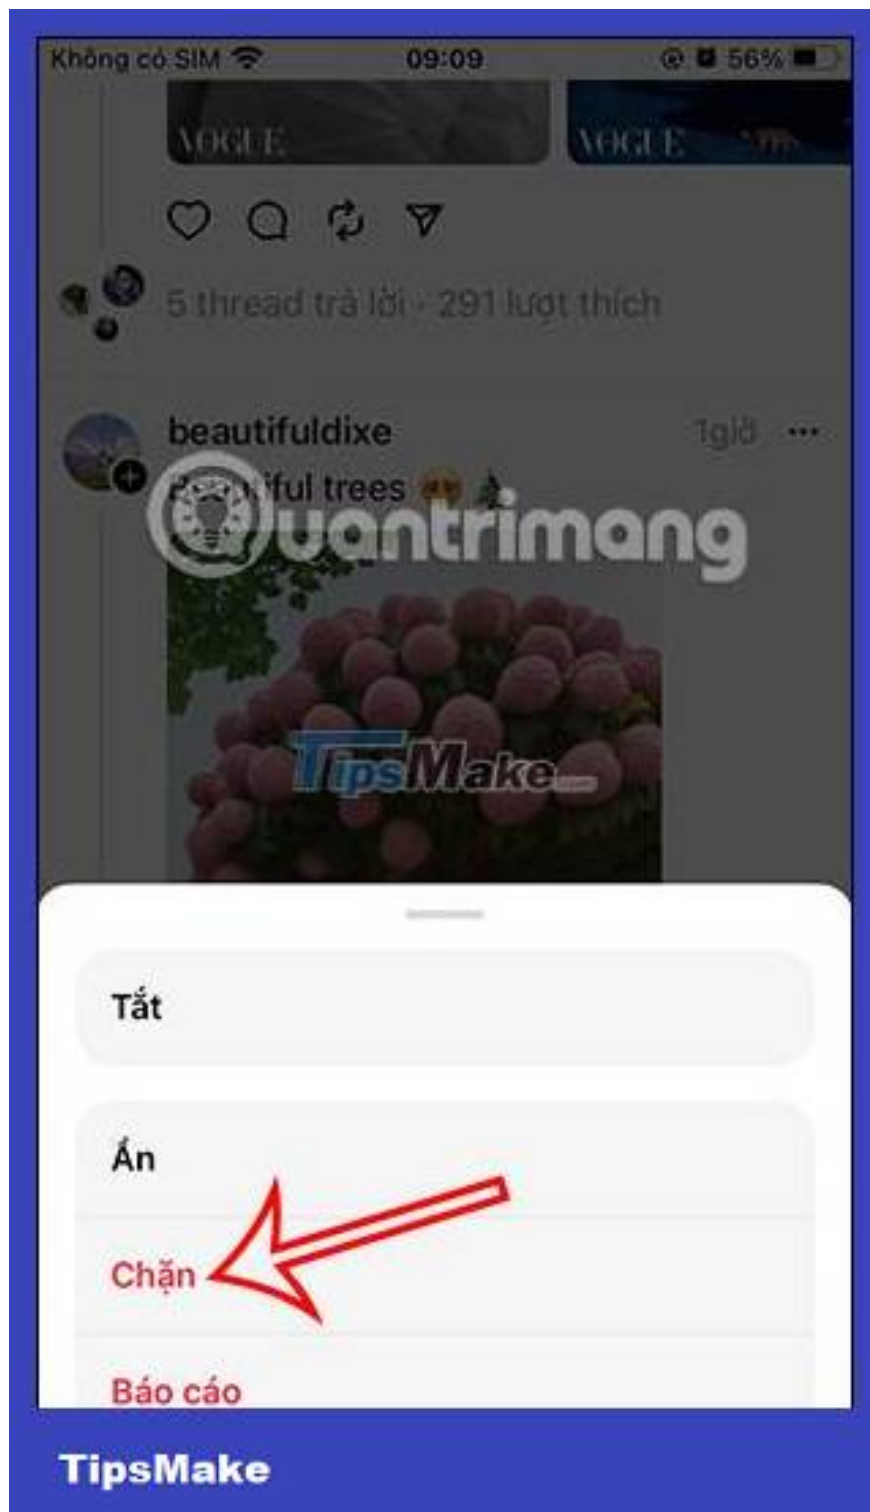 Không có SIM 09:09 56%
VOGUE VOGUE
5 thread trả lời · 291 lượt thích
beautifuldixe 1giờ
Beautiful trees 😍🌲
Quantrimang
TipsMake
Tắt
Ẩn
Chặn
Báo cáo
TipsMake